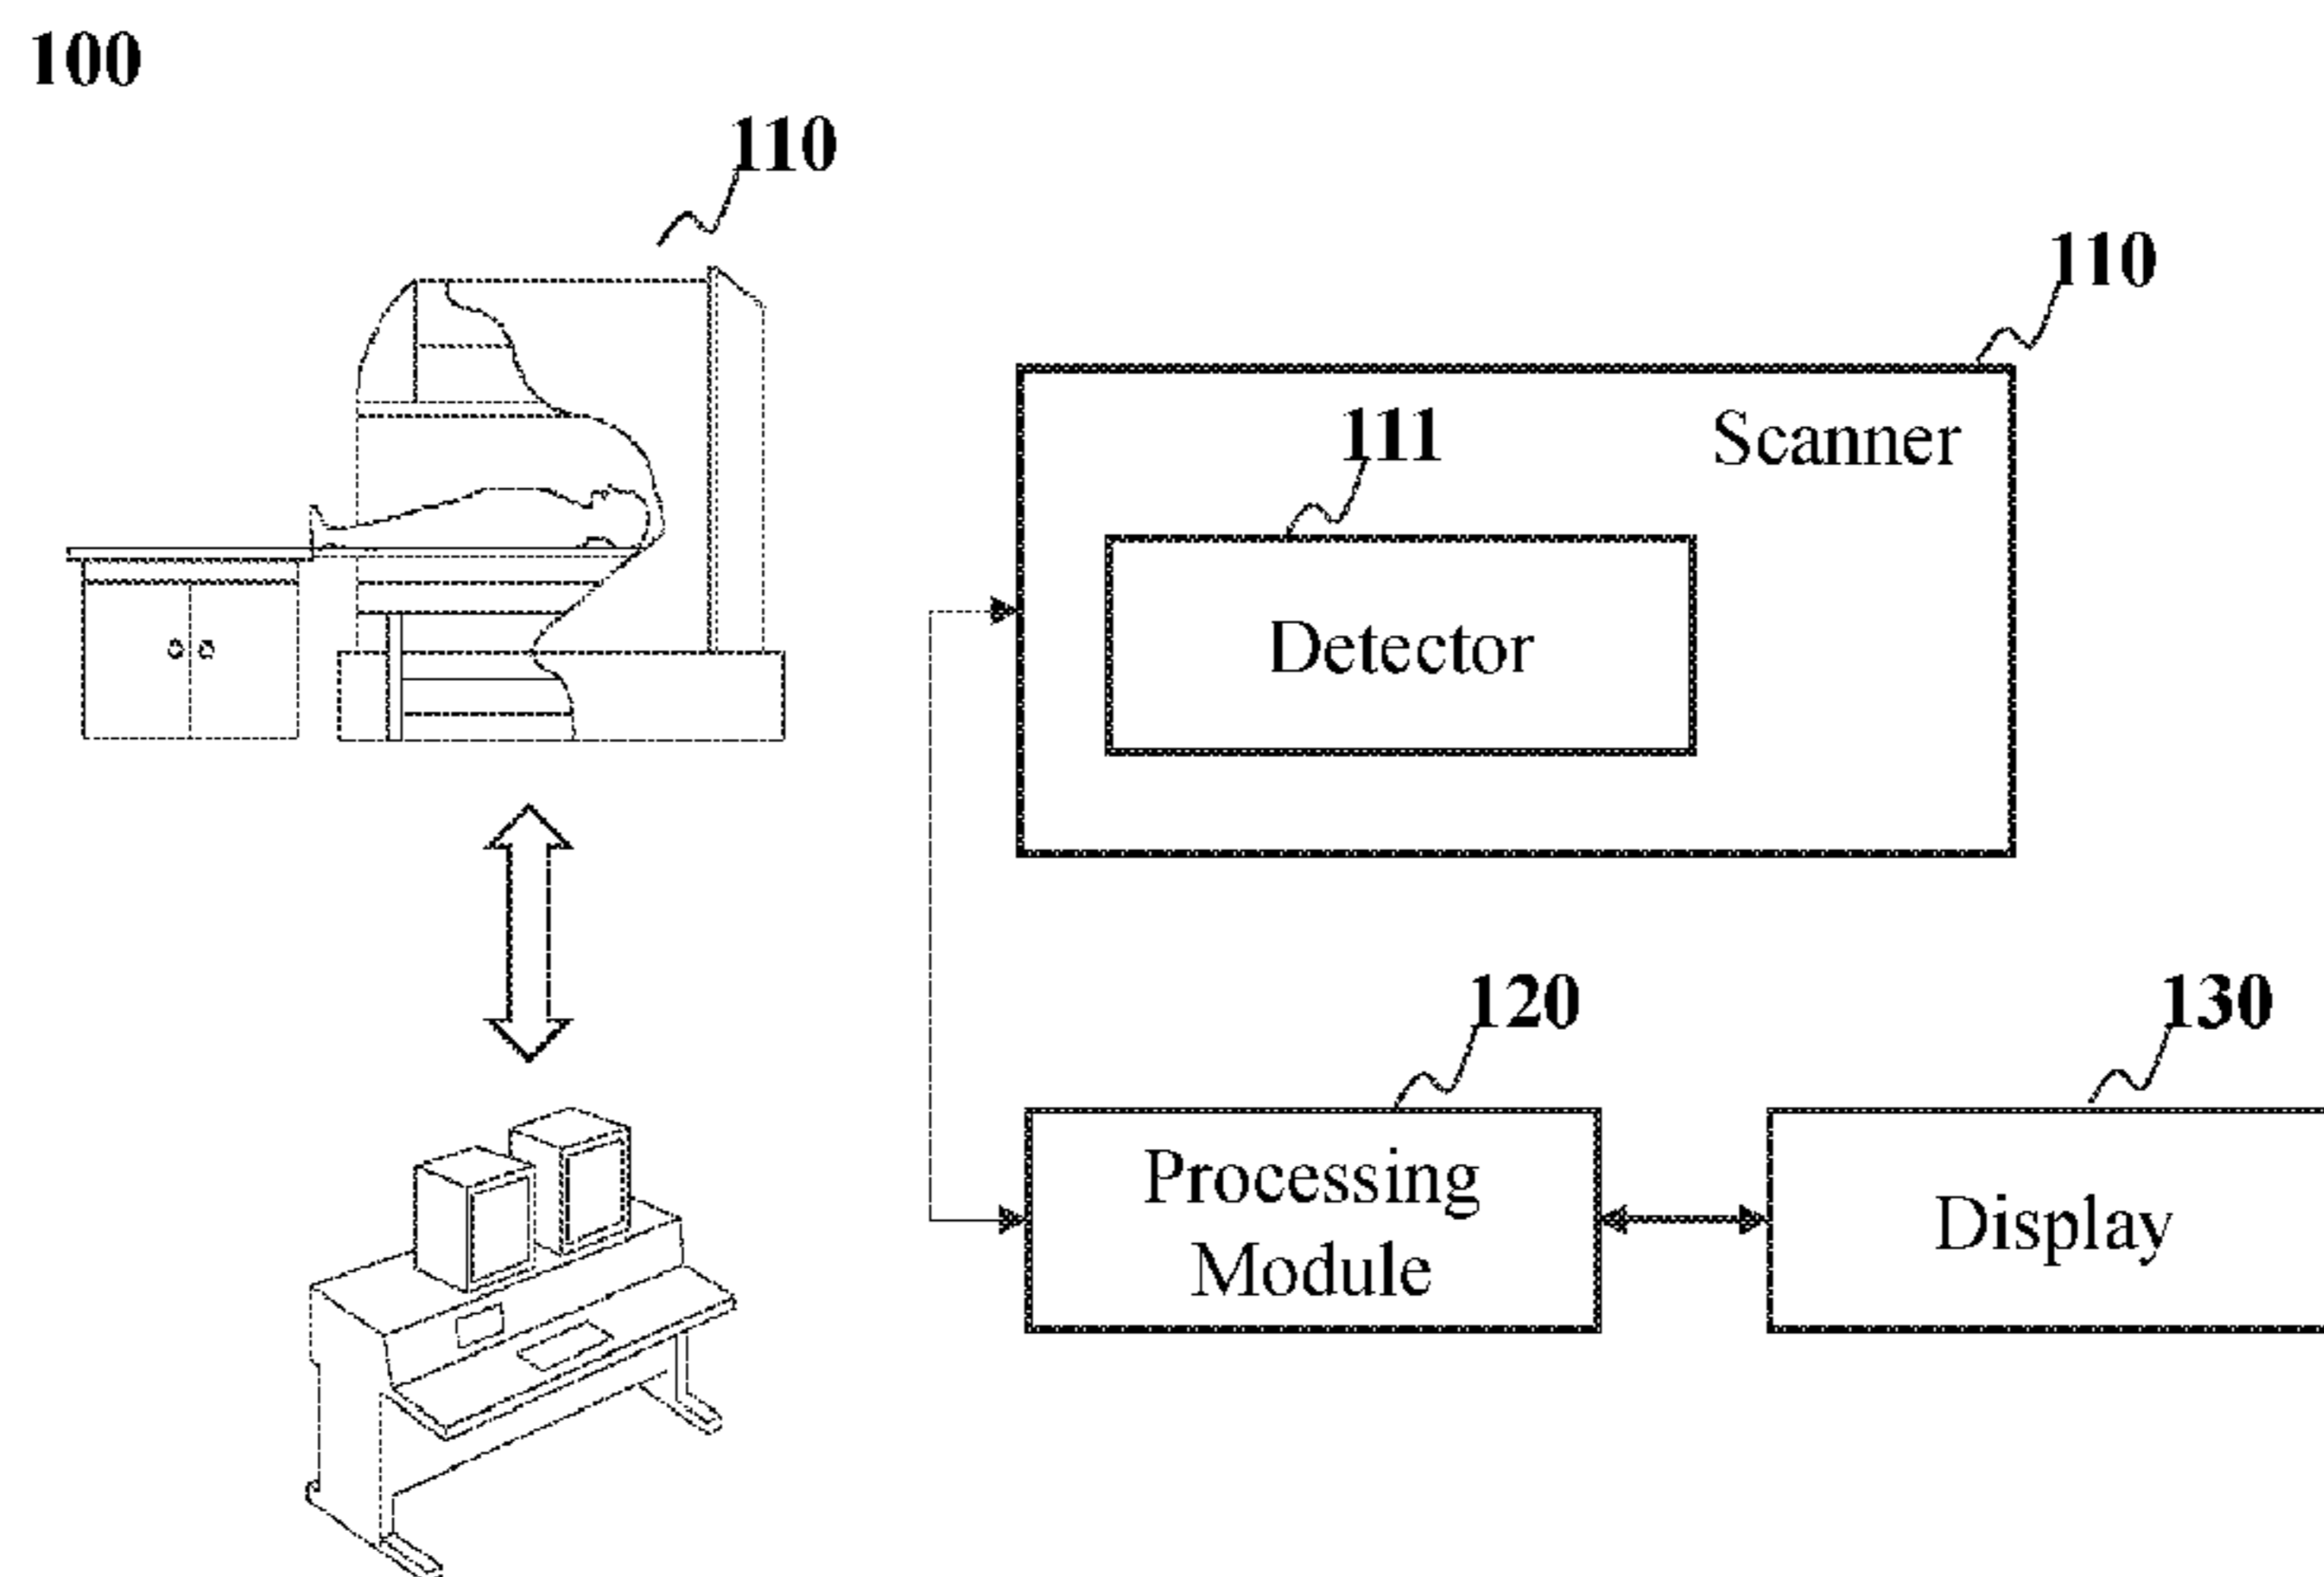 100
110
110
Scanner
111
Detector
120
130
Processing
Module
Display